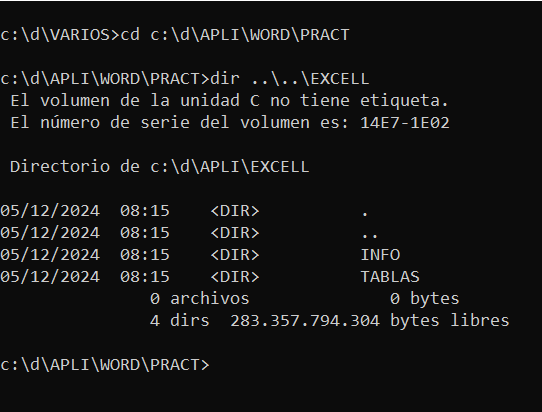 c:\d\VARIOS>cd c:\d\APLI\WORD\PRACT
c:\d\APLI\WORD\PRACT>dir ..\..\EXCELL
El volumen de la unidad C no tiene etiqueta.
El número de serie del volumen es: 14E7-1E02
Directorio de c:\d\APLI\EXCELL
05/12/2024  08:15    <DIR>          .
05/12/2024  08:15    <DIR>          ..
05/12/2024  08:15    <DIR>          INFO
05/12/2024  08:15    <DIR>          TABLAS
0 archivos              0 bytes
4 dirs  283.357.794.304 bytes libres
c:\d\APLI\WORD\PRACT>